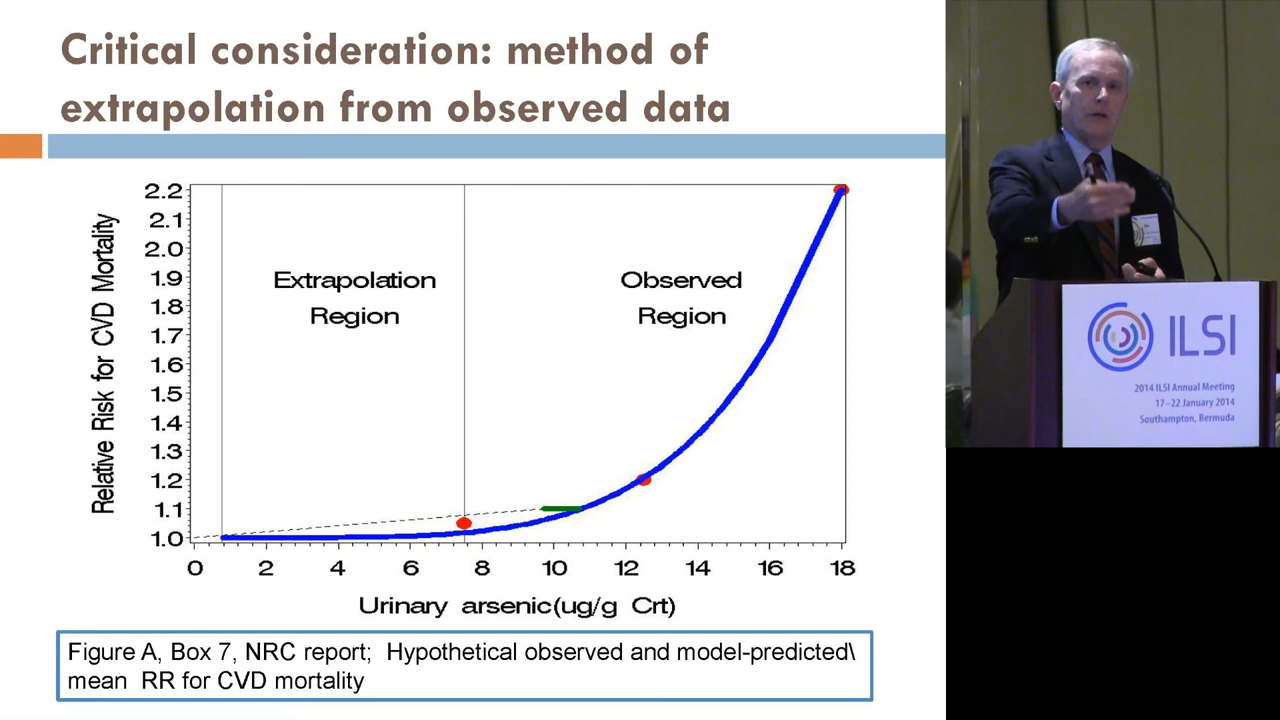 Critical consideration: method of
extrapolation from observed data
2.2
2.1
2.0
1.9
1.8
1.7
1.6
1.5
1.4
1.3
1.2
1.1
1.0
Relative Risk for CVD Mortality
Extrapolation
Region
Observed
Region
0 2 4 6 8 10 12 14 16 18
Urinary arsenic(ug/g Crt)
Figure A, Box 7, NRC report; Hypothetical observed and model-predicted\
mean RR for CVD mortality
ILSI
2014 ILSI Annual Meeting
17–22 January 2014
Southampton, Bermuda